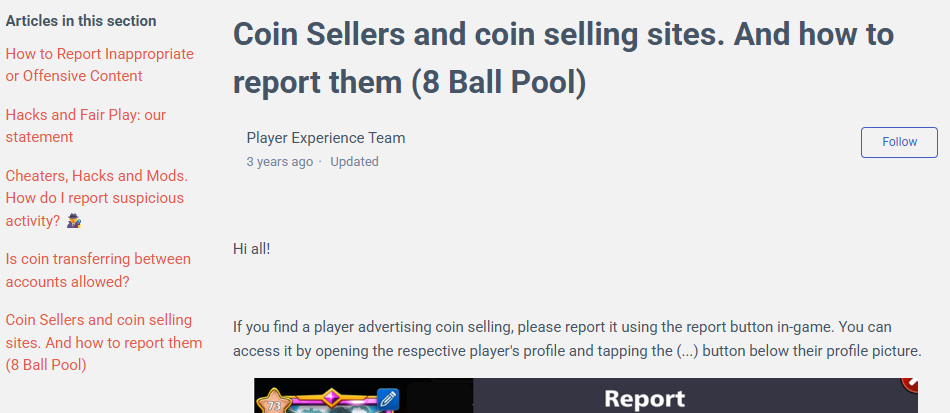 Articles in this section
How to Report Inappropriate
or Offensive Content
Hacks and Fair Play: our
statement
Cheaters, Hacks and Mods.
How do I report suspicious
activity? 🕵️
Is coin transferring between
accounts allowed?
Coin Sellers and coin selling
sites. And how to report them
(8 Ball Pool)
Coin Sellers and coin selling sites. And how to
report them (8 Ball Pool)
Player Experience Team
3 years ago · Updated
Follow
Hi all!
If you find a player advertising coin selling, please report it using the report button in-game. You can
access it by opening the respective player's profile and tapping the (...) button below their profile picture.
73
Report